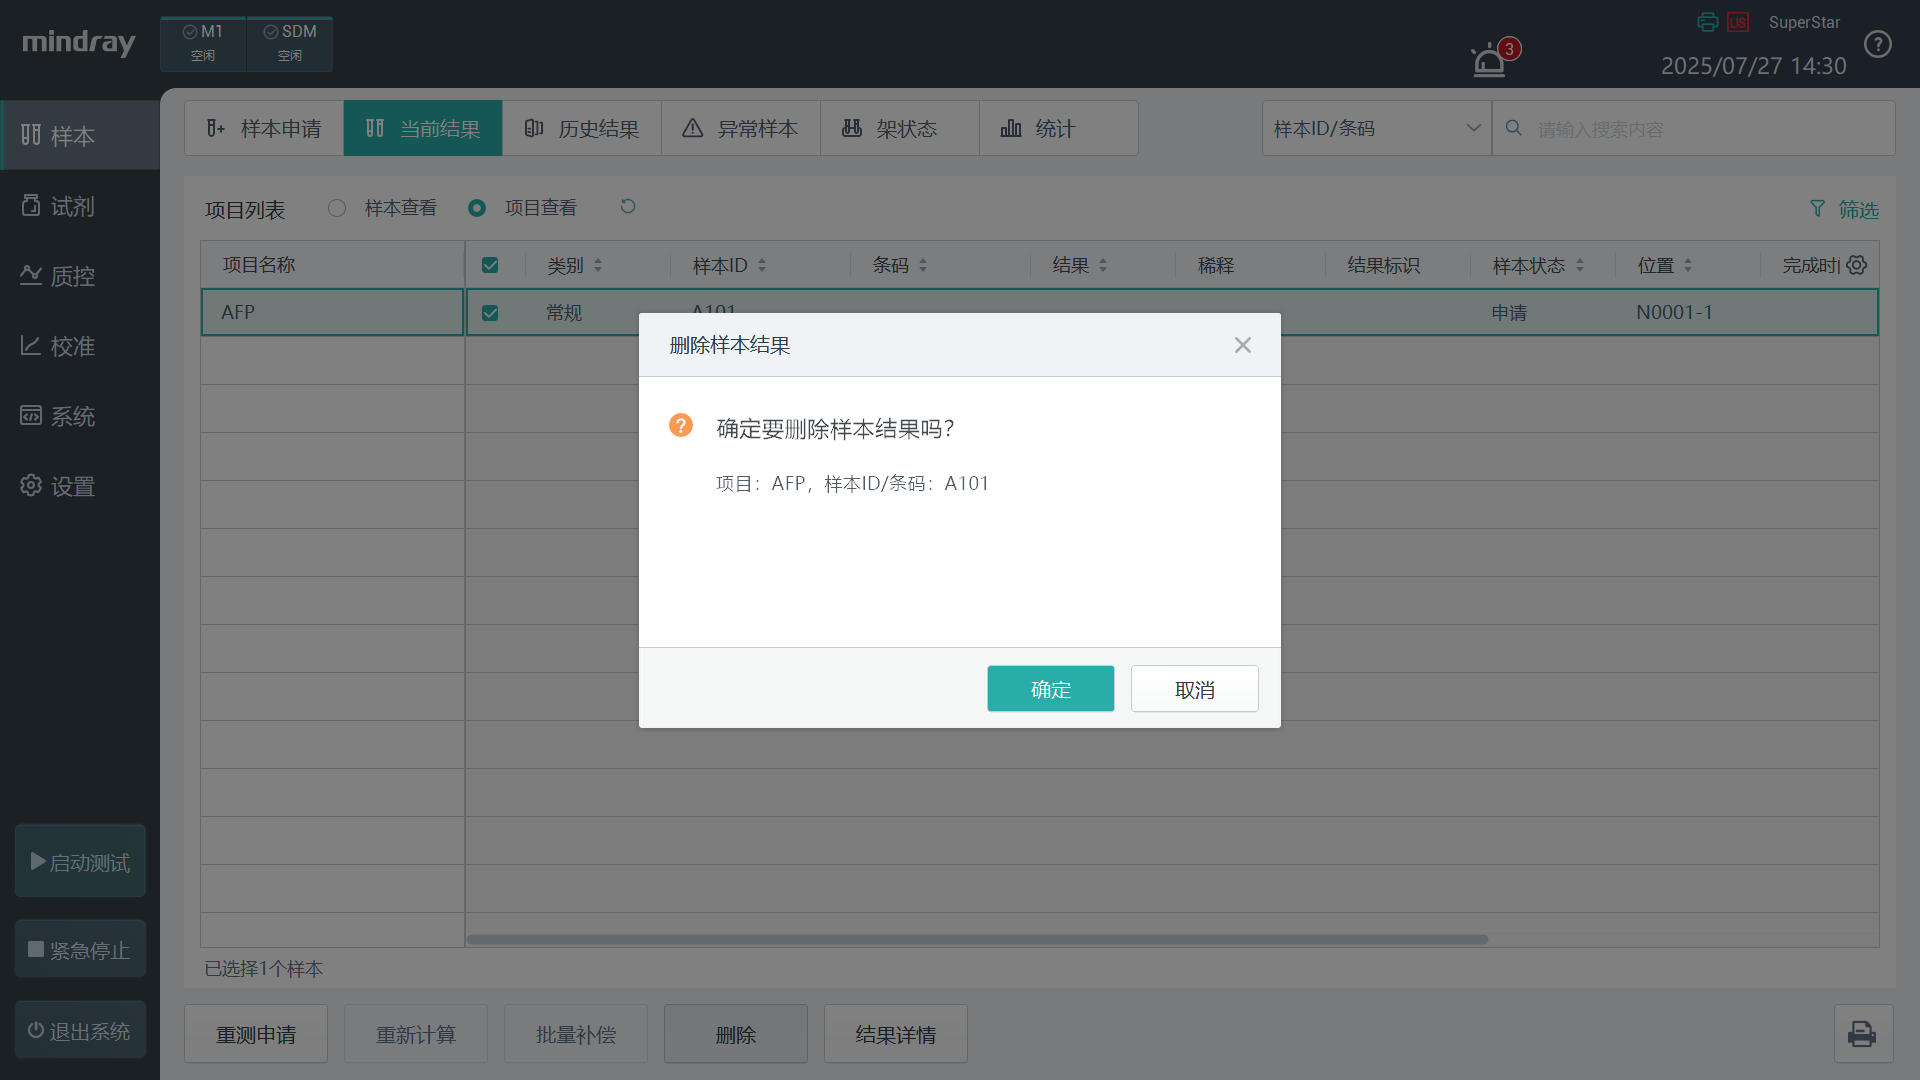 mindray
M1
空闲
SDM
空闲
3
LIS
SuperStar
2025/07/27 14:30
?
样本
试剂
质控
校准
系统
设置
启动测试
紧急停止
退出系统
样本申请
当前结果
历史结果
异常样本
架状态
统计
样本ID/条码
请输入搜索内容
项目列表
样本查看
项目查看
筛选
项目名称
类别
样本ID
条码
结果
稀释
结果标识
样本状态
位置
完成时
AFP
常规
A101
申请
N0001-1
删除样本结果
?
确定要删除样本结果吗?
项目: AFP, 样本ID/条码: A101
确定
取消
已选择1个样本
重测申请
重新计算
批量补偿
删除
结果详情